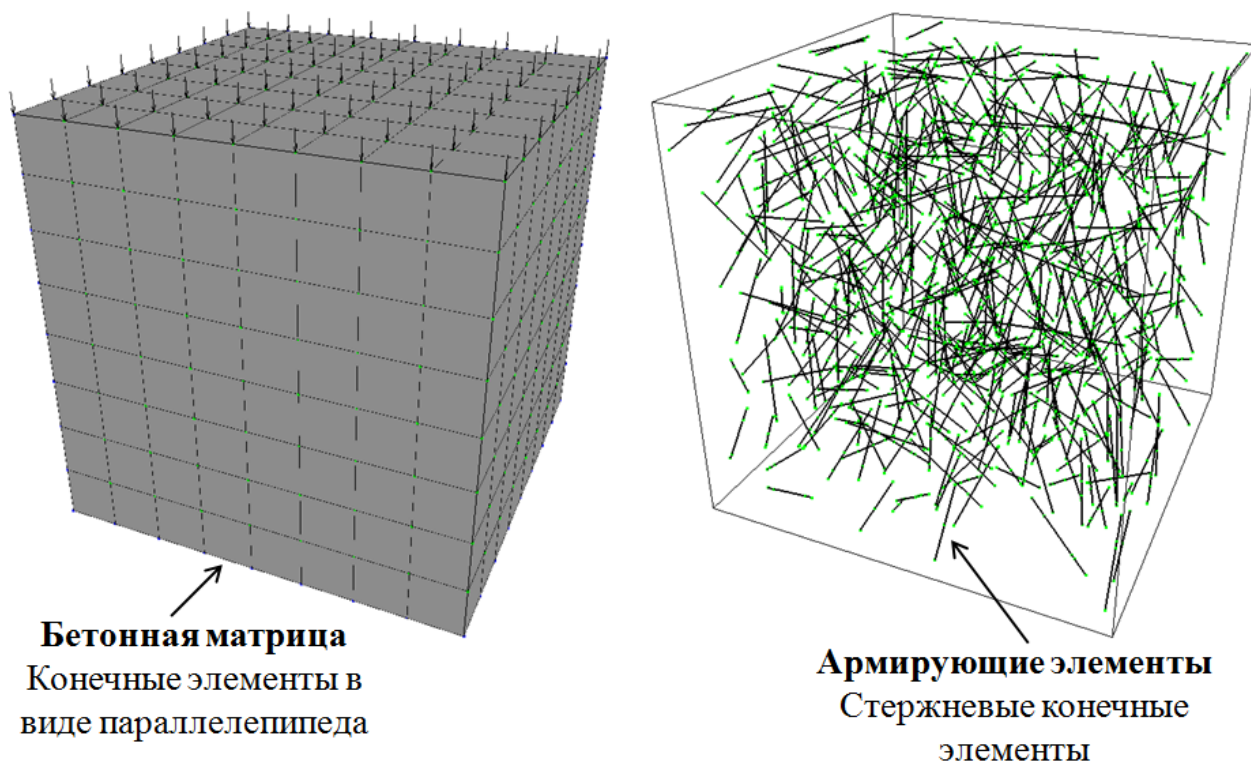 Бетонная матрица
Конечные элементы в
виде параллелепипеда
Армирующие элементы
Стержневые конечные
элементы